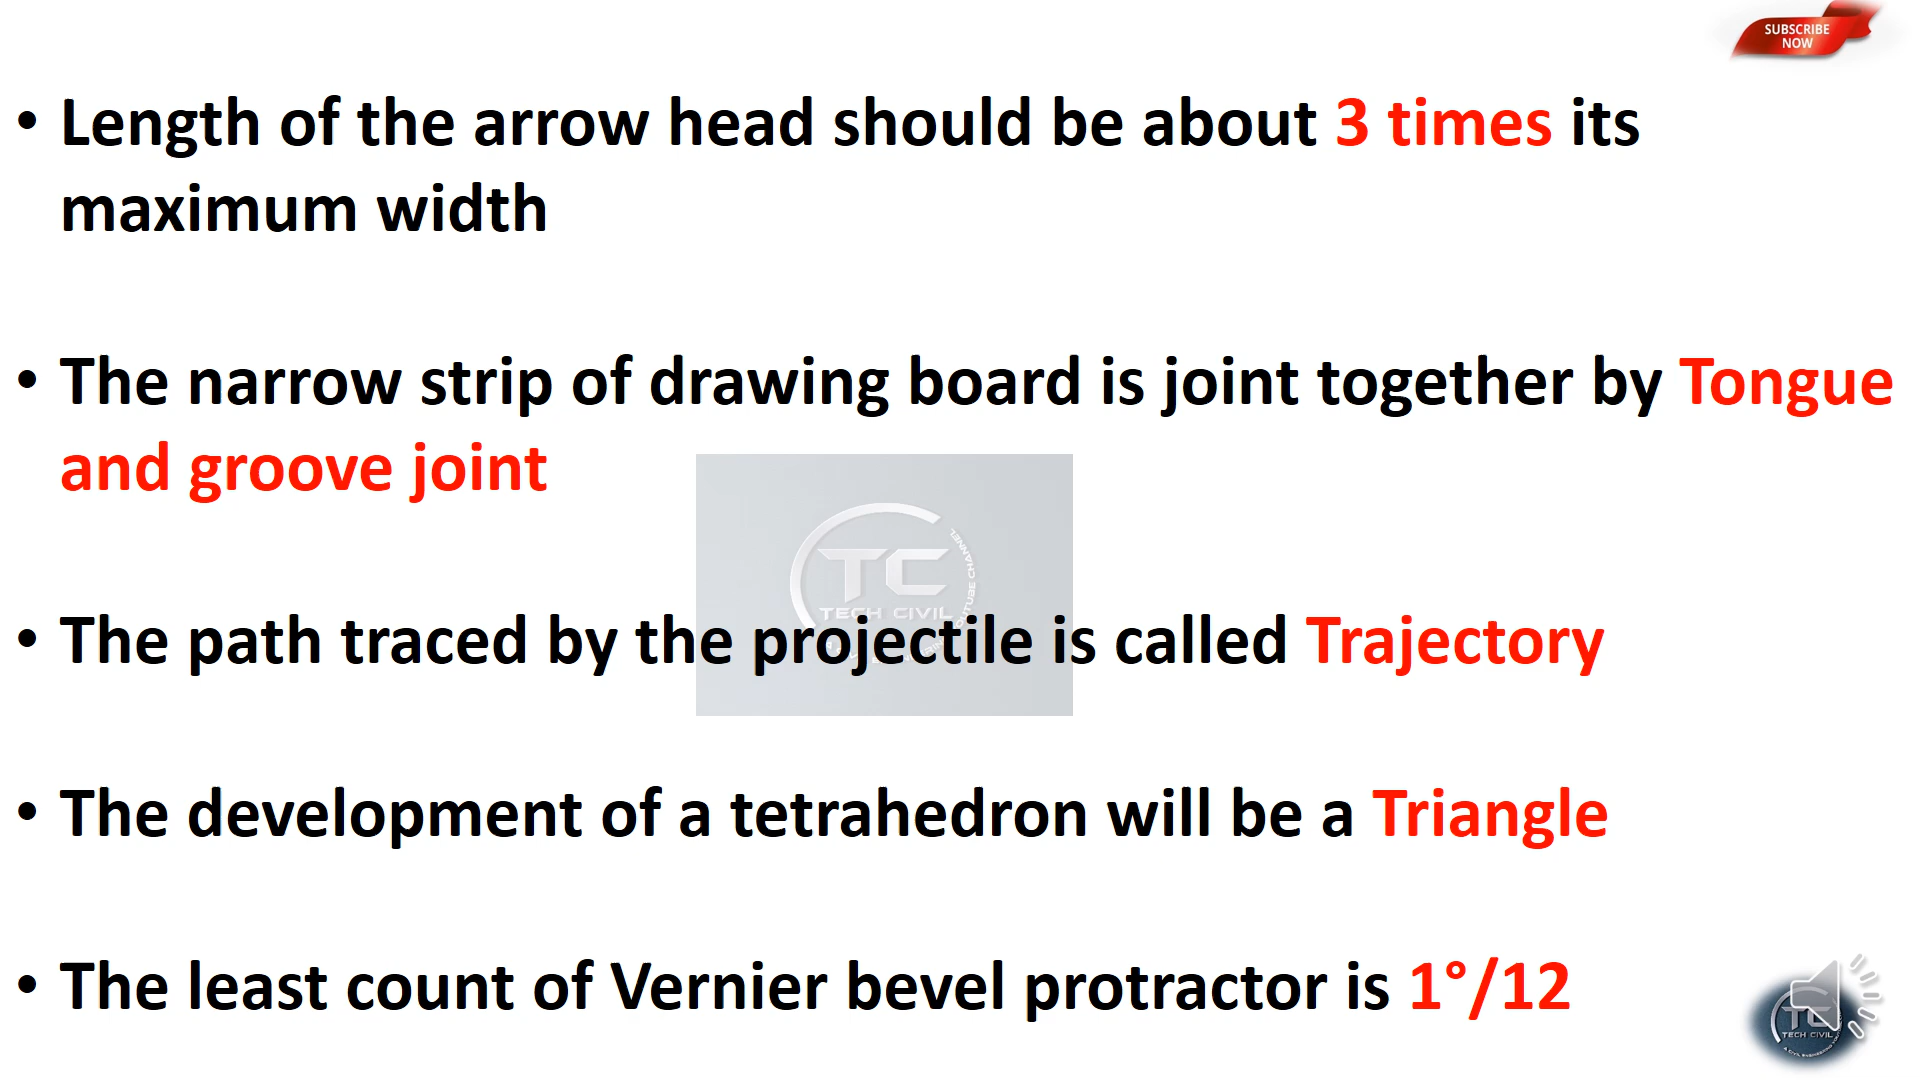 SUBSCRIBE
NOW
• Length of the arrow head should be about 3 times its
maximum width
• The narrow strip of drawing board is joint together by Tongue
and groove joint
TC
TECH CIVIL
• The path traced by the projectile is called Trajectory
• The development of a tetrahedron will be a Triangle
• The least count of Vernier bevel protractor is 1°/12
TC
TECH CIVIL